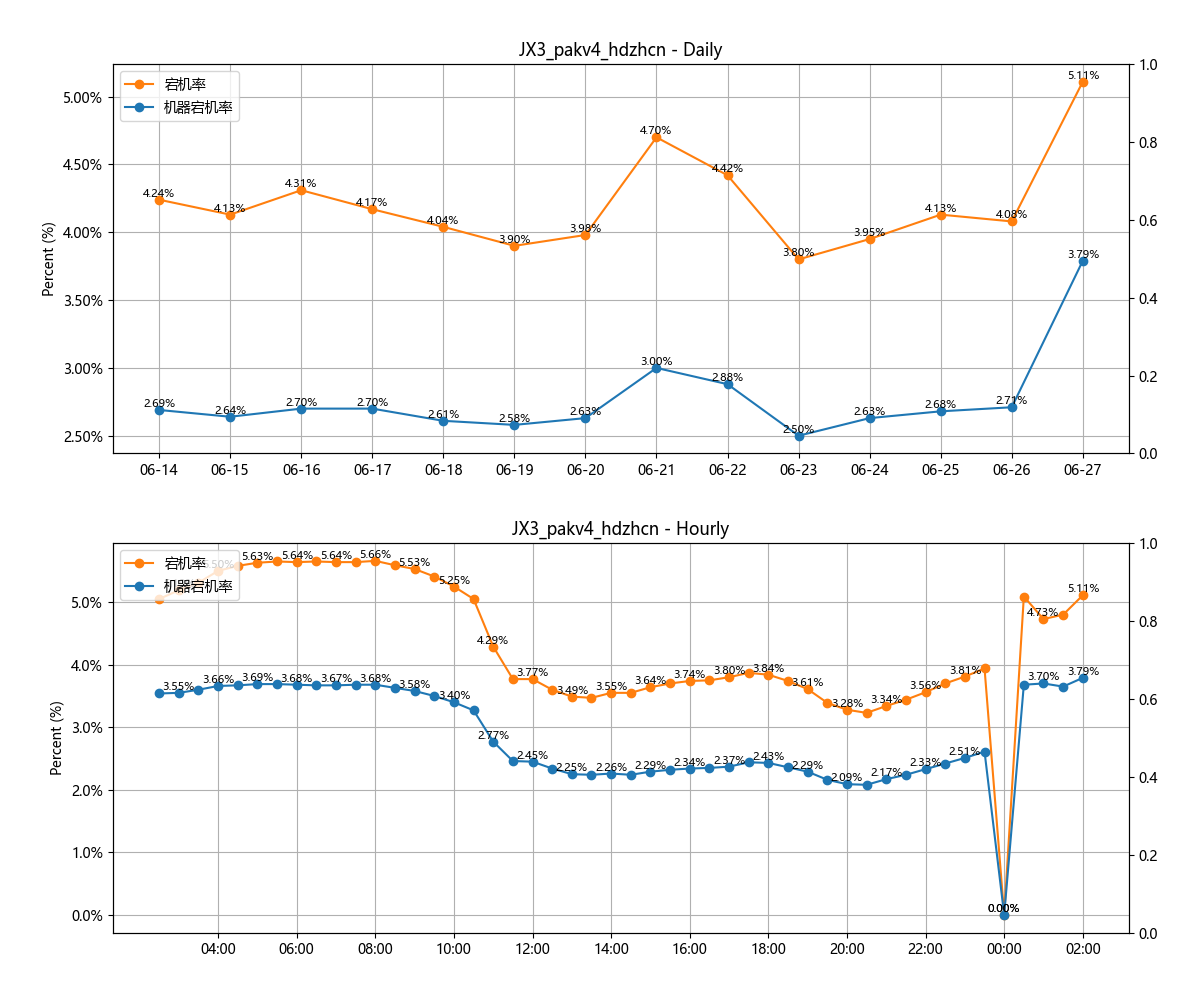 JX3_pakv4_hdzhcn - Daily
宕机率
机器宕机率
Percent (%)
5.00%
4.50%
4.00%
3.50%
3.00%
2.50%
1.0
0.8
0.6
0.4
0.2
0.0
4.24% 4.13% 4.31% 4.17% 4.04% 3.90% 3.98% 4.70% 4.42% 3.80% 3.95% 4.13% 4.08% 5.11%
2.69% 2.64% 2.70% 2.70% 2.61% 2.58% 2.63% 3.00% 2.88% 2.50% 2.63% 2.68% 2.71% 3.79%
06-14 06-15 06-16 06-17 06-18 06-19 06-20 06-21 06-22 06-23 06-24 06-25 06-26 06-27
JX3_pakv4_hdzhcn - Hourly
宕机率
机器宕机率
Percent (%)
5.0%
4.0%
3.0%
2.0%
1.0%
0.0%
1.0
0.8
0.6
0.4
0.2
0.0
5.50% 5.63% 5.64% 5.64% 5.66% 5.53% 5.25% 4.29% 3.77% 3.49% 3.55% 3.64% 3.74% 3.80% 3.84% 3.61% 3.28% 3.34% 3.56% 3.81% 0.00% 4.73% 5.11%
3.55% 3.66% 3.69% 3.68% 3.67% 3.68% 3.58% 3.40% 2.77% 2.45% 2.25% 2.26% 2.29% 2.34% 2.37% 2.43% 2.29% 2.09% 2.17% 2.33% 2.51% 0.00% 3.70% 3.79%
04:00 06:00 08:00 10:00 12:00 14:00 16:00 18:00 20:00 22:00 00:00 02:00